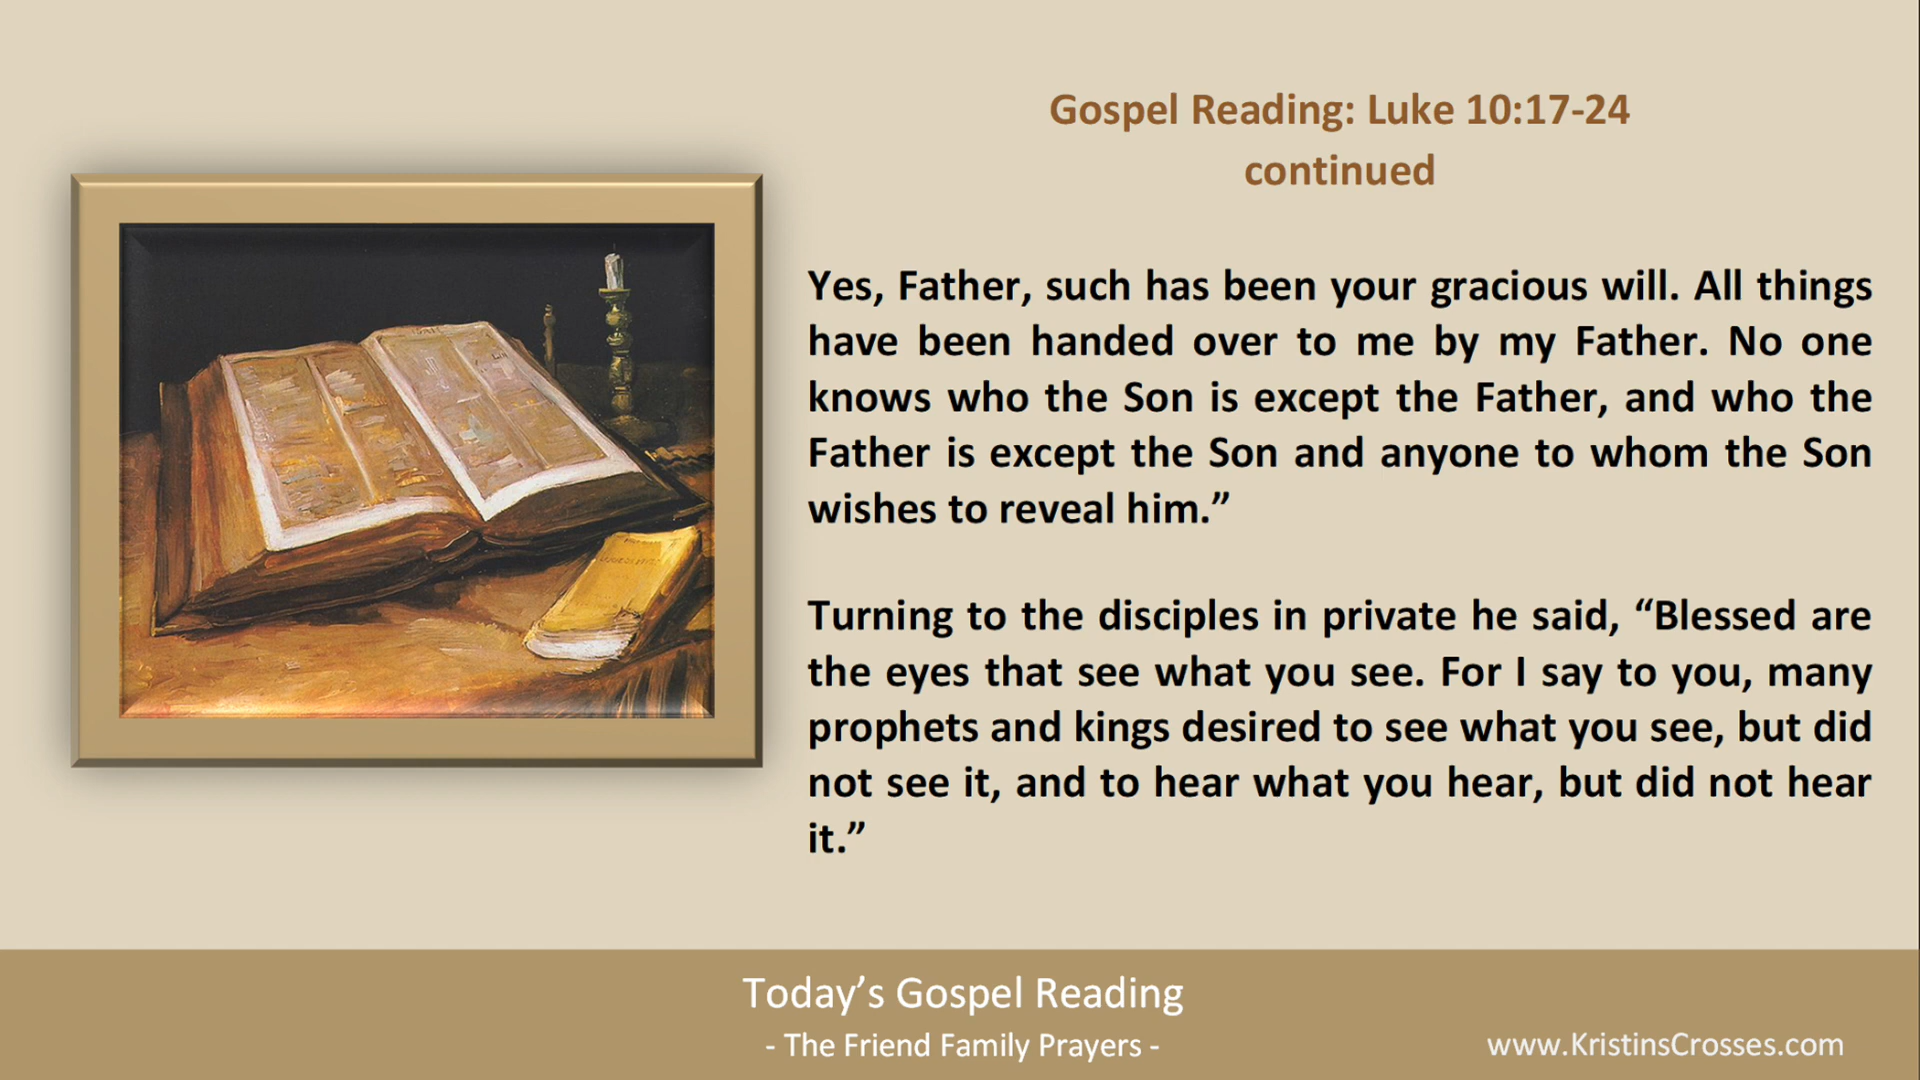 Gospel Reading: Luke 10:17-24
continued
Yes, Father, such has been your gracious will. All things
have been handed over to me by my Father. No one
knows who the Son is except the Father, and who the
Father is except the Son and anyone to whom the Son
wishes to reveal him.”
Turning to the disciples in private he said, “Blessed are
the eyes that see what you see. For I say to you, many
prophets and kings desired to see what you see, but did
not see it, and to hear what you hear, but did not hear
it.”
Today’s Gospel Reading
- The Friend Family Prayers -
www.KristinsCrosses.com